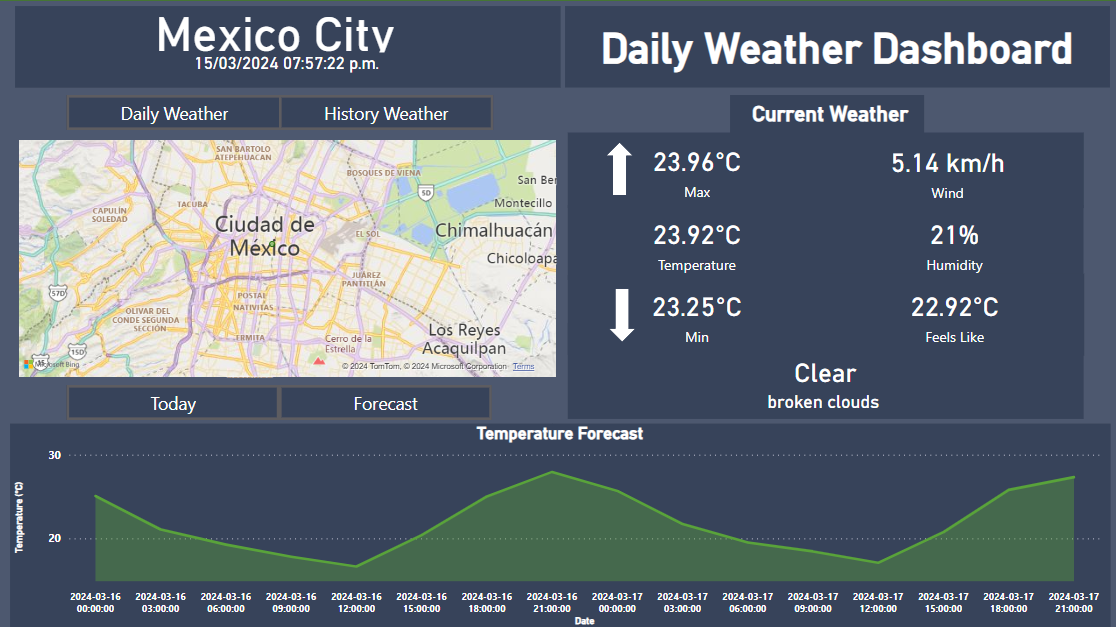 Mexico City
15/03/2024 07:57:22 p.m.
Daily Weather Dashboard
Daily Weather
History Weather
SAN BARTOLO
ATEPEHUACAN
BOSQUES DE VIENA
5D
San Ber
Montecillo
TACUBA
CAPULÍN
SOLEDAD
Ciudad de
México
EL SOL
Chimalhuacán
Chicoloapa
JUÁREZ
PANTITLÁN
57D
POSTAL
NATIVITAS
OLIVAR DEL
CONDE SEGUNDA
SECCIÓN
ERMITA
Cerro de la
Estrella
Los Reyes
Acaquilpan
15D
Microsoft Bing
© 2024 TomTom, © 2024 Microsoft Corporation Terms
Current Weather
23.96°C
Max
5.14 km/h
Wind
23.92°C
Temperature
21%
Humidity
23.25°C
Min
22.92°C
Feels Like
Clear
broken clouds
Today
Forecast
Temperature Forecast
30
20
Temperature (°C)
2024-03-16 2024-03-16 2024-03-16 2024-03-16 2024-03-16 2024-03-16 2024-03-16 2024-03-16 2024-03-17 2024-03-17 2024-03-17 2024-03-17 2024-03-17 2024-03-17 2024-03-17 2024-03-17
00:00:00 03:00:00 06:00:00 09:00:00 12:00:00 15:00:00 18:00:00 21:00:00 00:00:00 03:00:00 06:00:00 09:00:00 12:00:00 15:00:00 18:00:00 21:00:00
Date